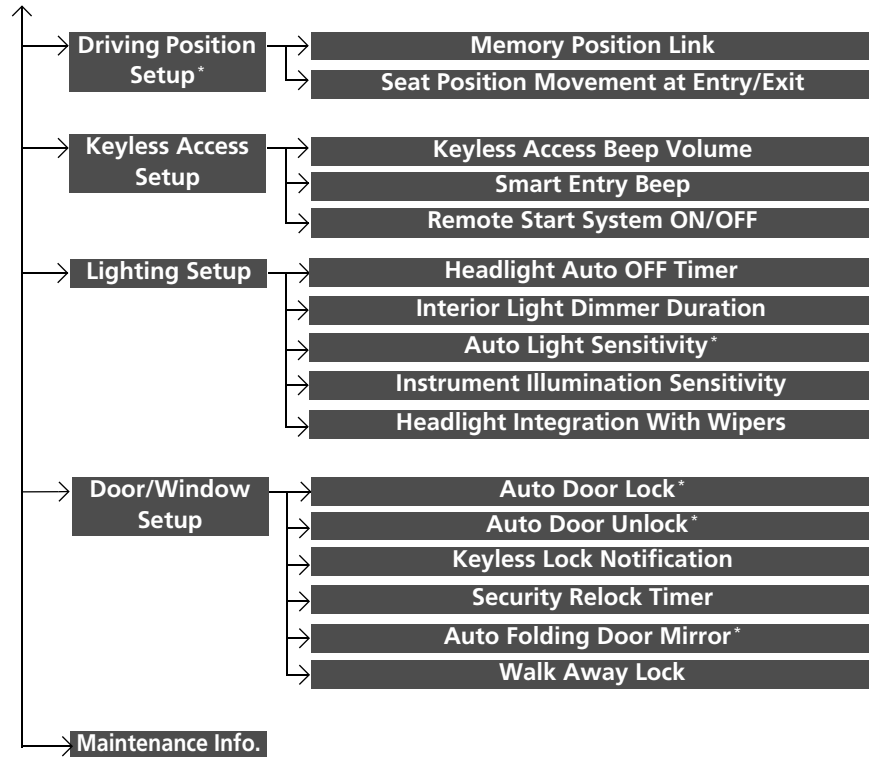 Driving Position
Setup*
Memory Position Link
Seat Position Movement at Entry/Exit
Keyless Access
Setup
Keyless Access Beep Volume
Smart Entry Beep
Remote Start System ON/OFF
Lighting Setup
Headlight Auto OFF Timer
Interior Light Dimmer Duration
Auto Light Sensitivity*
Instrument Illumination Sensitivity
Headlight Integration With Wipers
Door/Window
Setup
Auto Door Lock*
Auto Door Unlock*
Keyless Lock Notification
Security Relock Timer
Auto Folding Door Mirror*
Walk Away Lock
Maintenance Info.